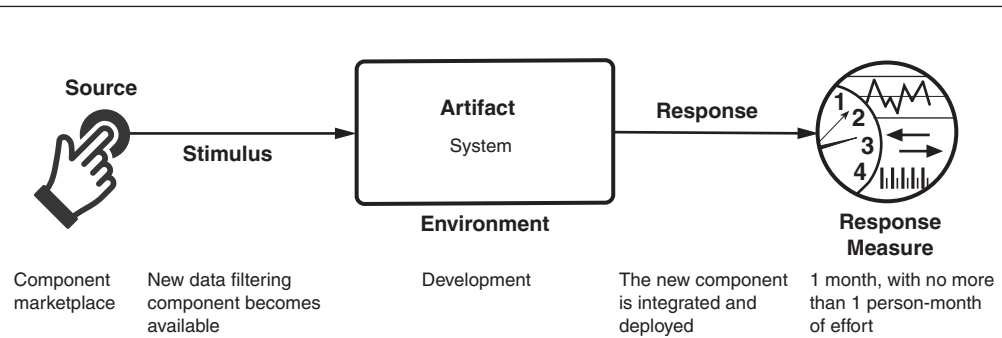 Source
Stimulus
Artifact
System
Environment
Response
1
2
3
4
Response
Measure
Component
marketplace
New data filtering
component becomes
available
Development
The new component
is integrated and
deployed
1 month, with no more
than 1 person-month
of effort